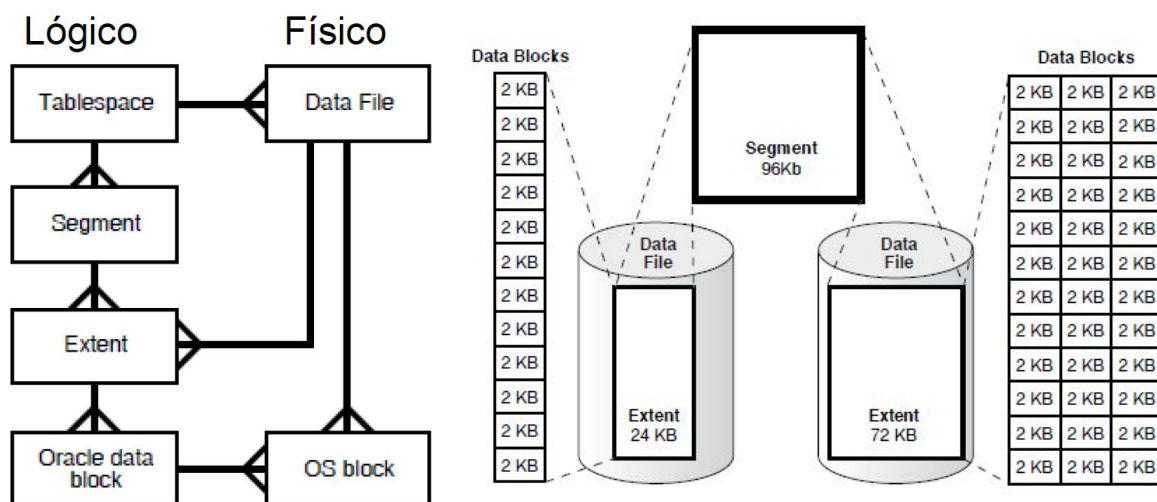 Lógico
Físico
Tablespace
Data File
Segment
Extent
Oracle data
block
OS block
Data Blocks
2 KB
2 KB
2 KB
2 KB
2 KB
2 KB
2 KB
2 KB
2 KB
2 KB
2 KB
2 KB
Segment
96Kb
Data
File
Extent
24 KB
Data
File
Extent
72 KB
Data Blocks
2 KB 2 KB 2 KB
2 KB 2 KB 2 KB
2 KB 2 KB 2 KB
2 KB 2 KB 2 KB
2 KB 2 KB 2 KB
2 KB 2 KB 2 KB
2 KB 2 KB 2 KB
2 KB 2 KB 2 KB
2 KB 2 KB 2 KB
2 KB 2 KB 2 KB
2 KB 2 KB 2 KB
2 KB 2 KB 2 KB